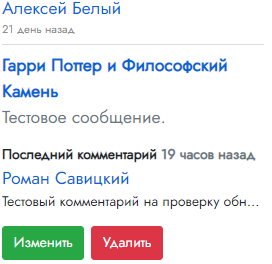 Алексей Белый
21 день назад
Гарри Поттер и Философский
Камень
Тестовое сообщение.
Последний комментарий 19 часов назад
Роман Савицкий
Тестовый комментарий на проверку обн...
Изменить Удалить